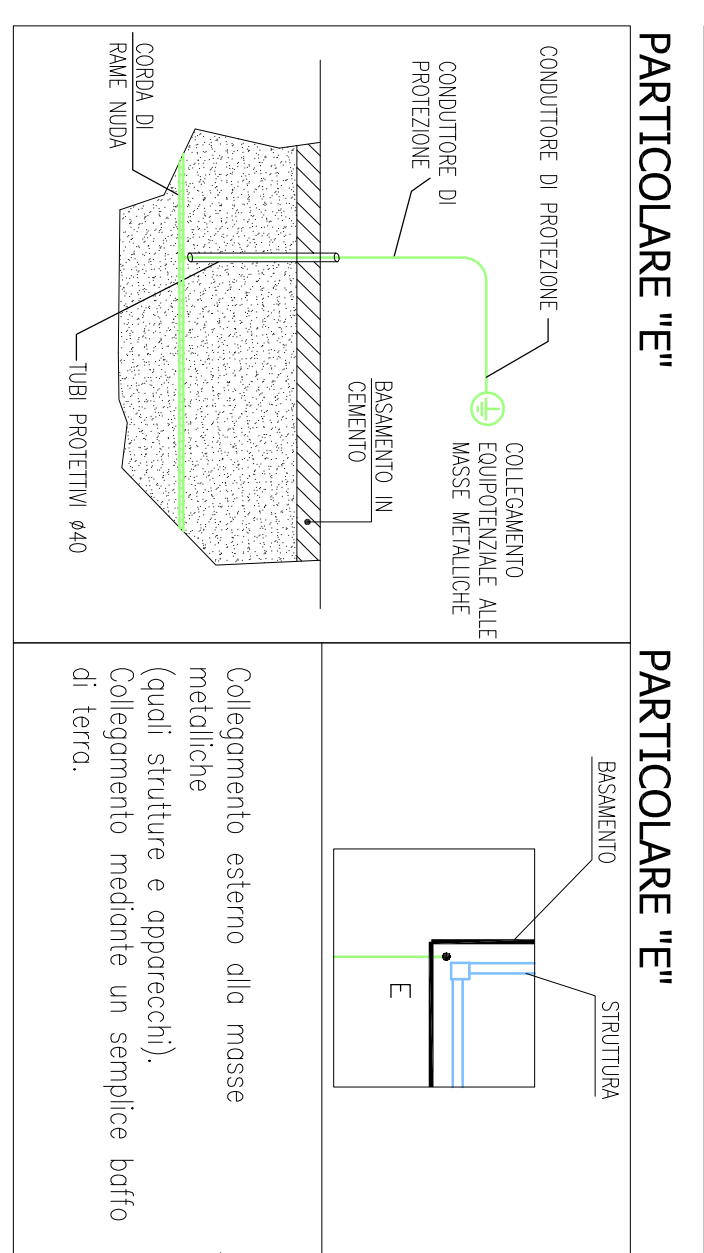 PARTICOLARE "E"
CONDUTTORE DI PROTEZIONE
CONDUTTORE DI
PROTEZIONE
COLLEGAMENTO
EQUIPOTENZIALE ALLE
MASSE METALLICHE
BASAMENTO IN
CEMENTO
CORDA DI
RAME NUDA
TUBI PROTETTIVI ø40
PARTICOLARE "E"
BASAMENTO
STRUTTURA
E
Collegamento esterno alla masse
metalliche
(quali strutture e apparecchi).
Collegamento mediante un semplice baffo
di terra.